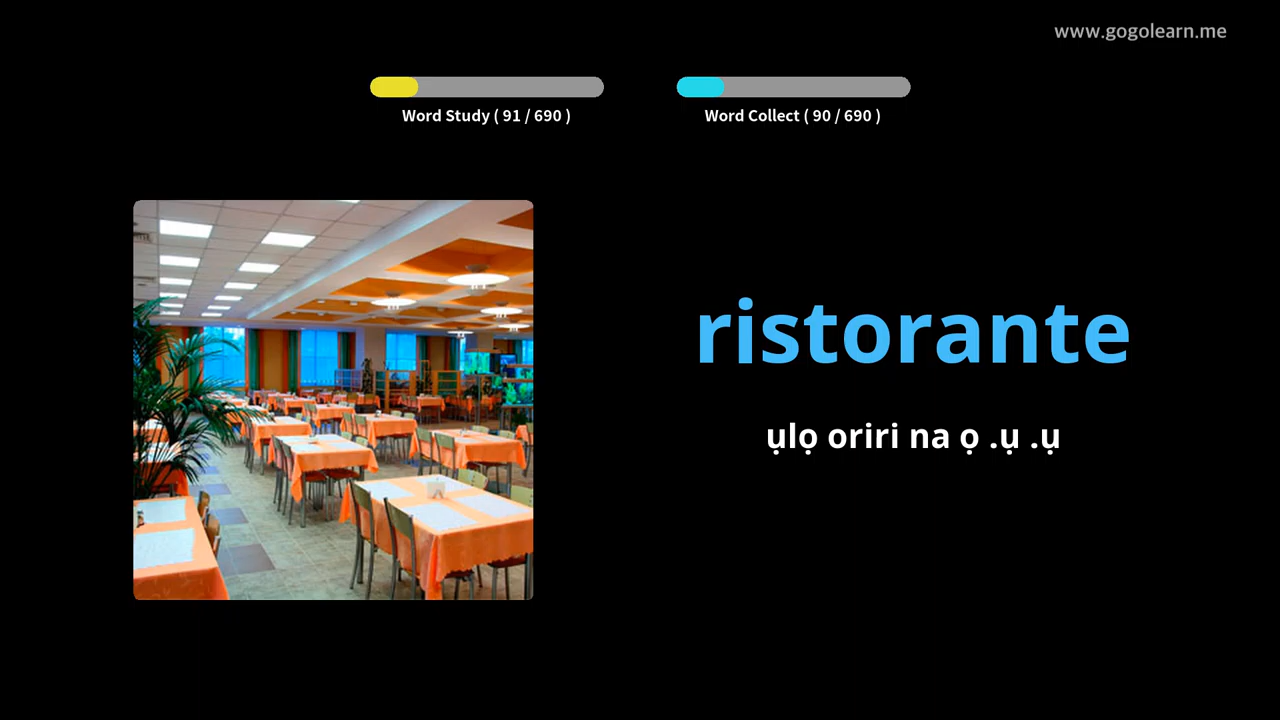 www.gogolearn.me
Word Study ( 91 / 690 )
Word Collect ( 90 / 690 )
ristorante
ụlọ oriri na ọ .ụ .ụ